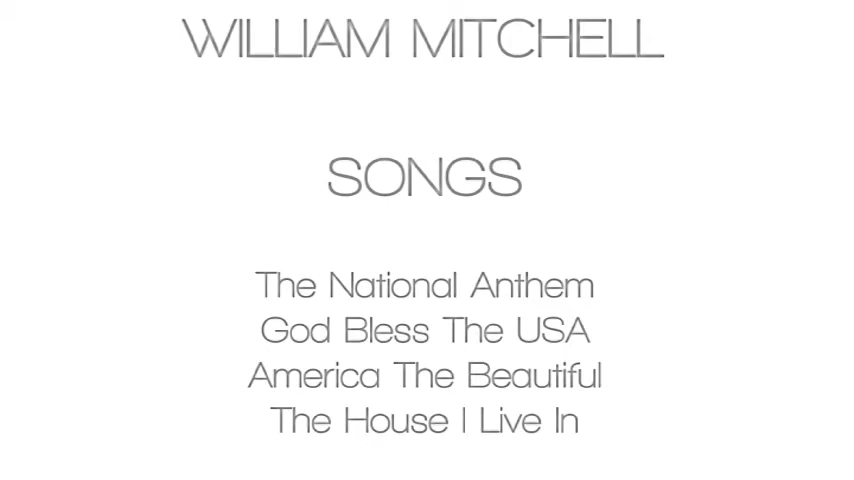 WILLIAM MITCHELL
SONGS
The National Anthem
God Bless The USA
America The Beautiful
The House I Live In